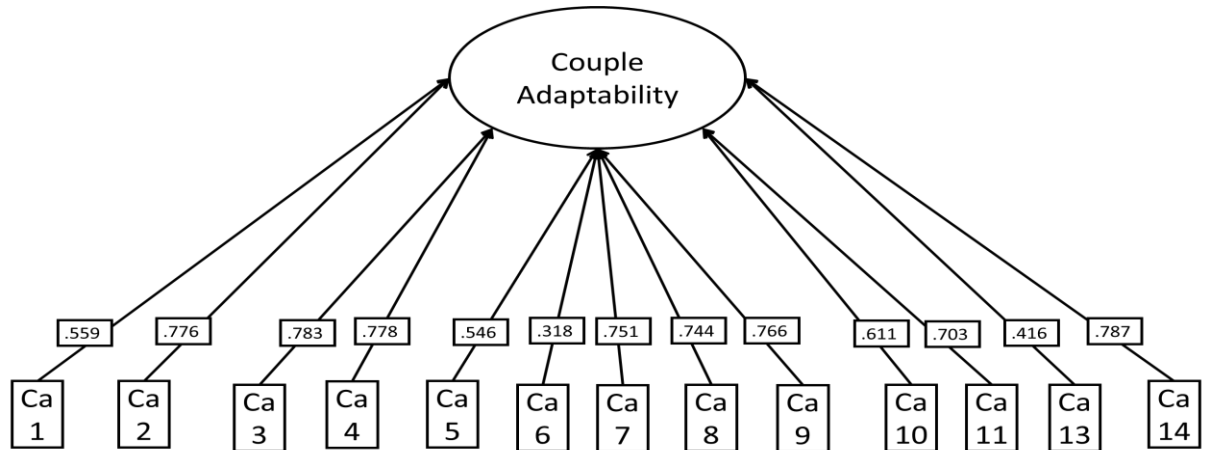 Couple
Adaptability
.559 .776 .783 .778 .546 .318 .751 .744 .766 .611 .703 .416 .787
Ca Ca Ca Ca Ca Ca Ca Ca Ca Ca Ca Ca Ca
1 2 3 4 5 6 7 8 9 10 11 13 14